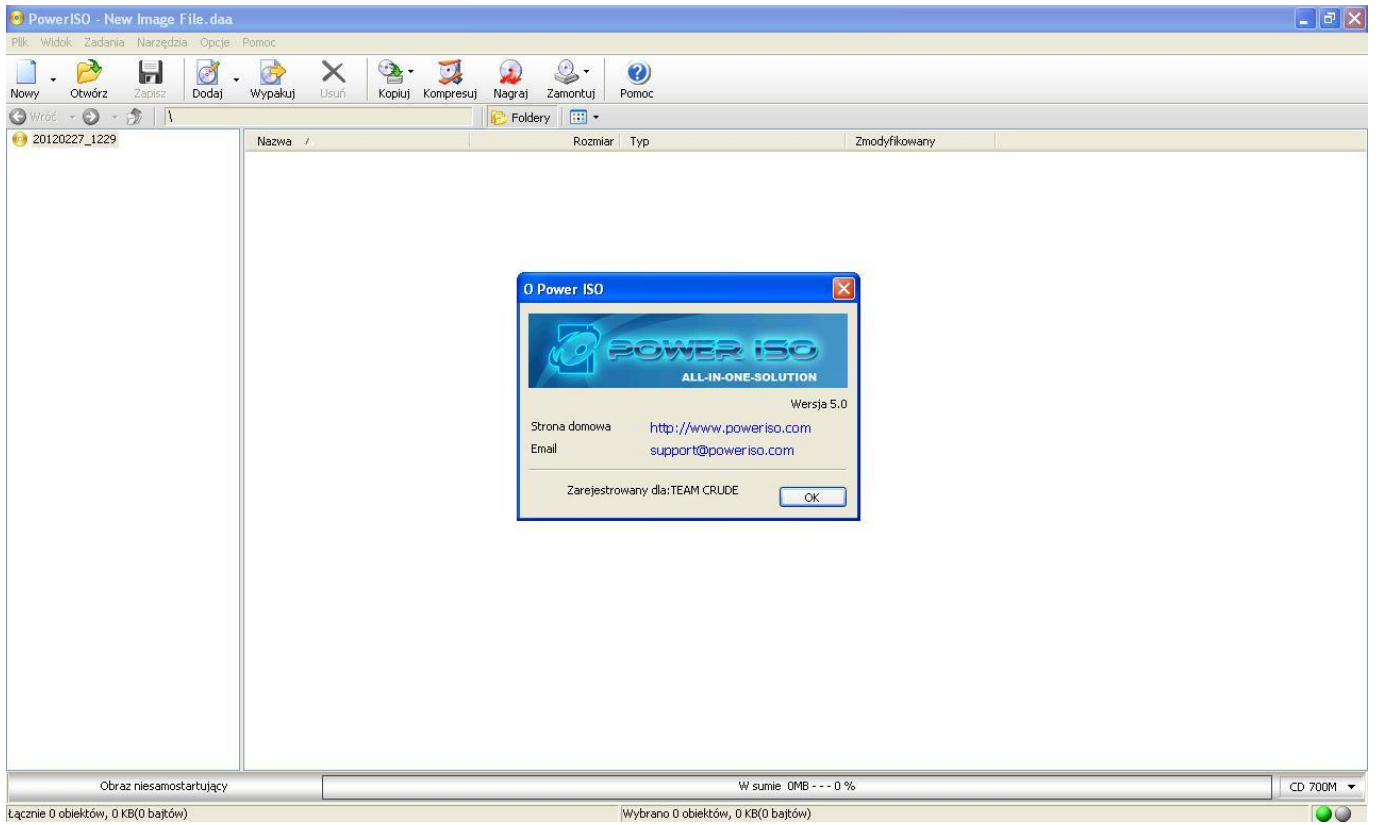 PowerISO - New Image File.daa
Plik Widok Zadania Narzędzia Opcje Pomoc
Nowy Otwórz Zapisz Dodaj Wypakuj Usuń Kopiuj Kompresuj Nagraj Zamontuj Pomoc
Wróć \ Foldery
20120227_1229
Nazwa / Rozmiar Typ Zmodyfikowany
O Power ISO
POWER ISO
ALL-IN-ONE-SOLUTION
Wersja 5.0
Strona domowa http://www.poweriso.com
Email support@poweriso.com
Zarejestrowany dla:TEAM CRUDE
OK
Obraz niesamostartujący W sumie 0MB - - - 0 % CD 700M
Łącznie 0 obiektów, 0 KB(0 bajtów) Wybrano 0 obiektów, 0 KB(0 bajtów)